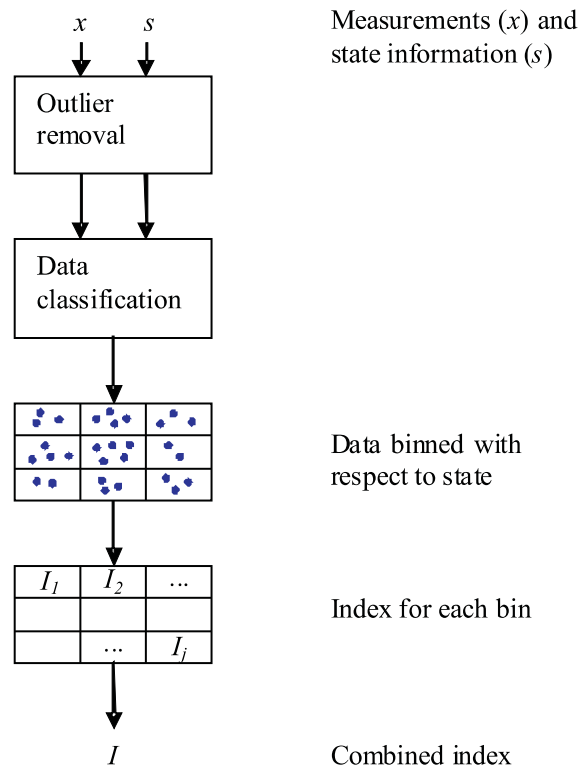 x s
Measurements (x) and
state information (s)
Outlier
removal
Data
classification
Data binned with
respect to state
I1 I2 ...
... Ij
Index for each bin
I
Combined index